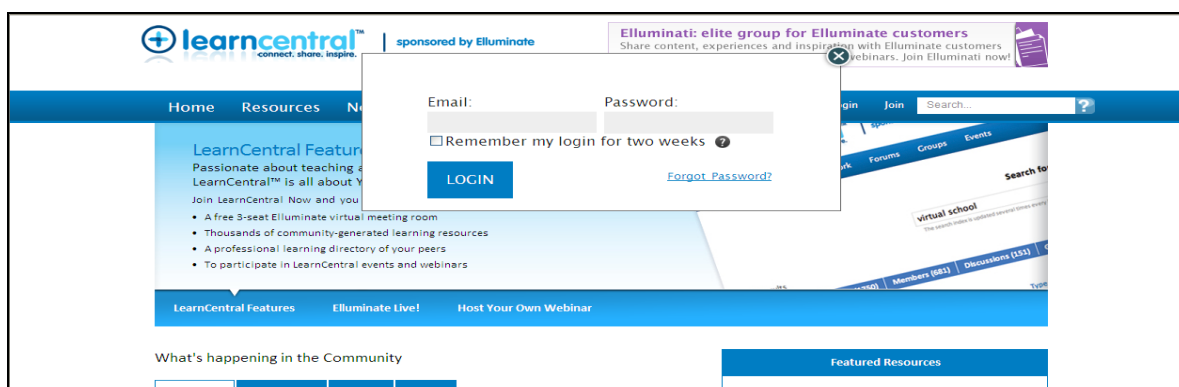 learncentral™
connect. share. inspire.
sponsored by Elluminate
Elluminati: elite group for Elluminate customers
Share content, experiences and inspiration with Elluminate customers
webinars. Join Elluminati now!
Home Resources
Join Search... ?
Email: Password:
Remember my login for two weeks ?
LOGIN Forgot Password?
LearnCentral
Passionate about teaching
LearnCentral™ is all about
Join LearnCentral Now and you
• A free 3-seat Elluminate virtual meeting room
• Thousands of community-generated learning resources
• A professional learning directory of your peers
• To participate in LearnCentral events and webinars
Forums Groups Events
Search
virtual school
Members (681) Discussions (151)
Type
LearnCentral Features Elluminate Live! Host Your Own Webinar
What's happening in the Community
Featured Resources